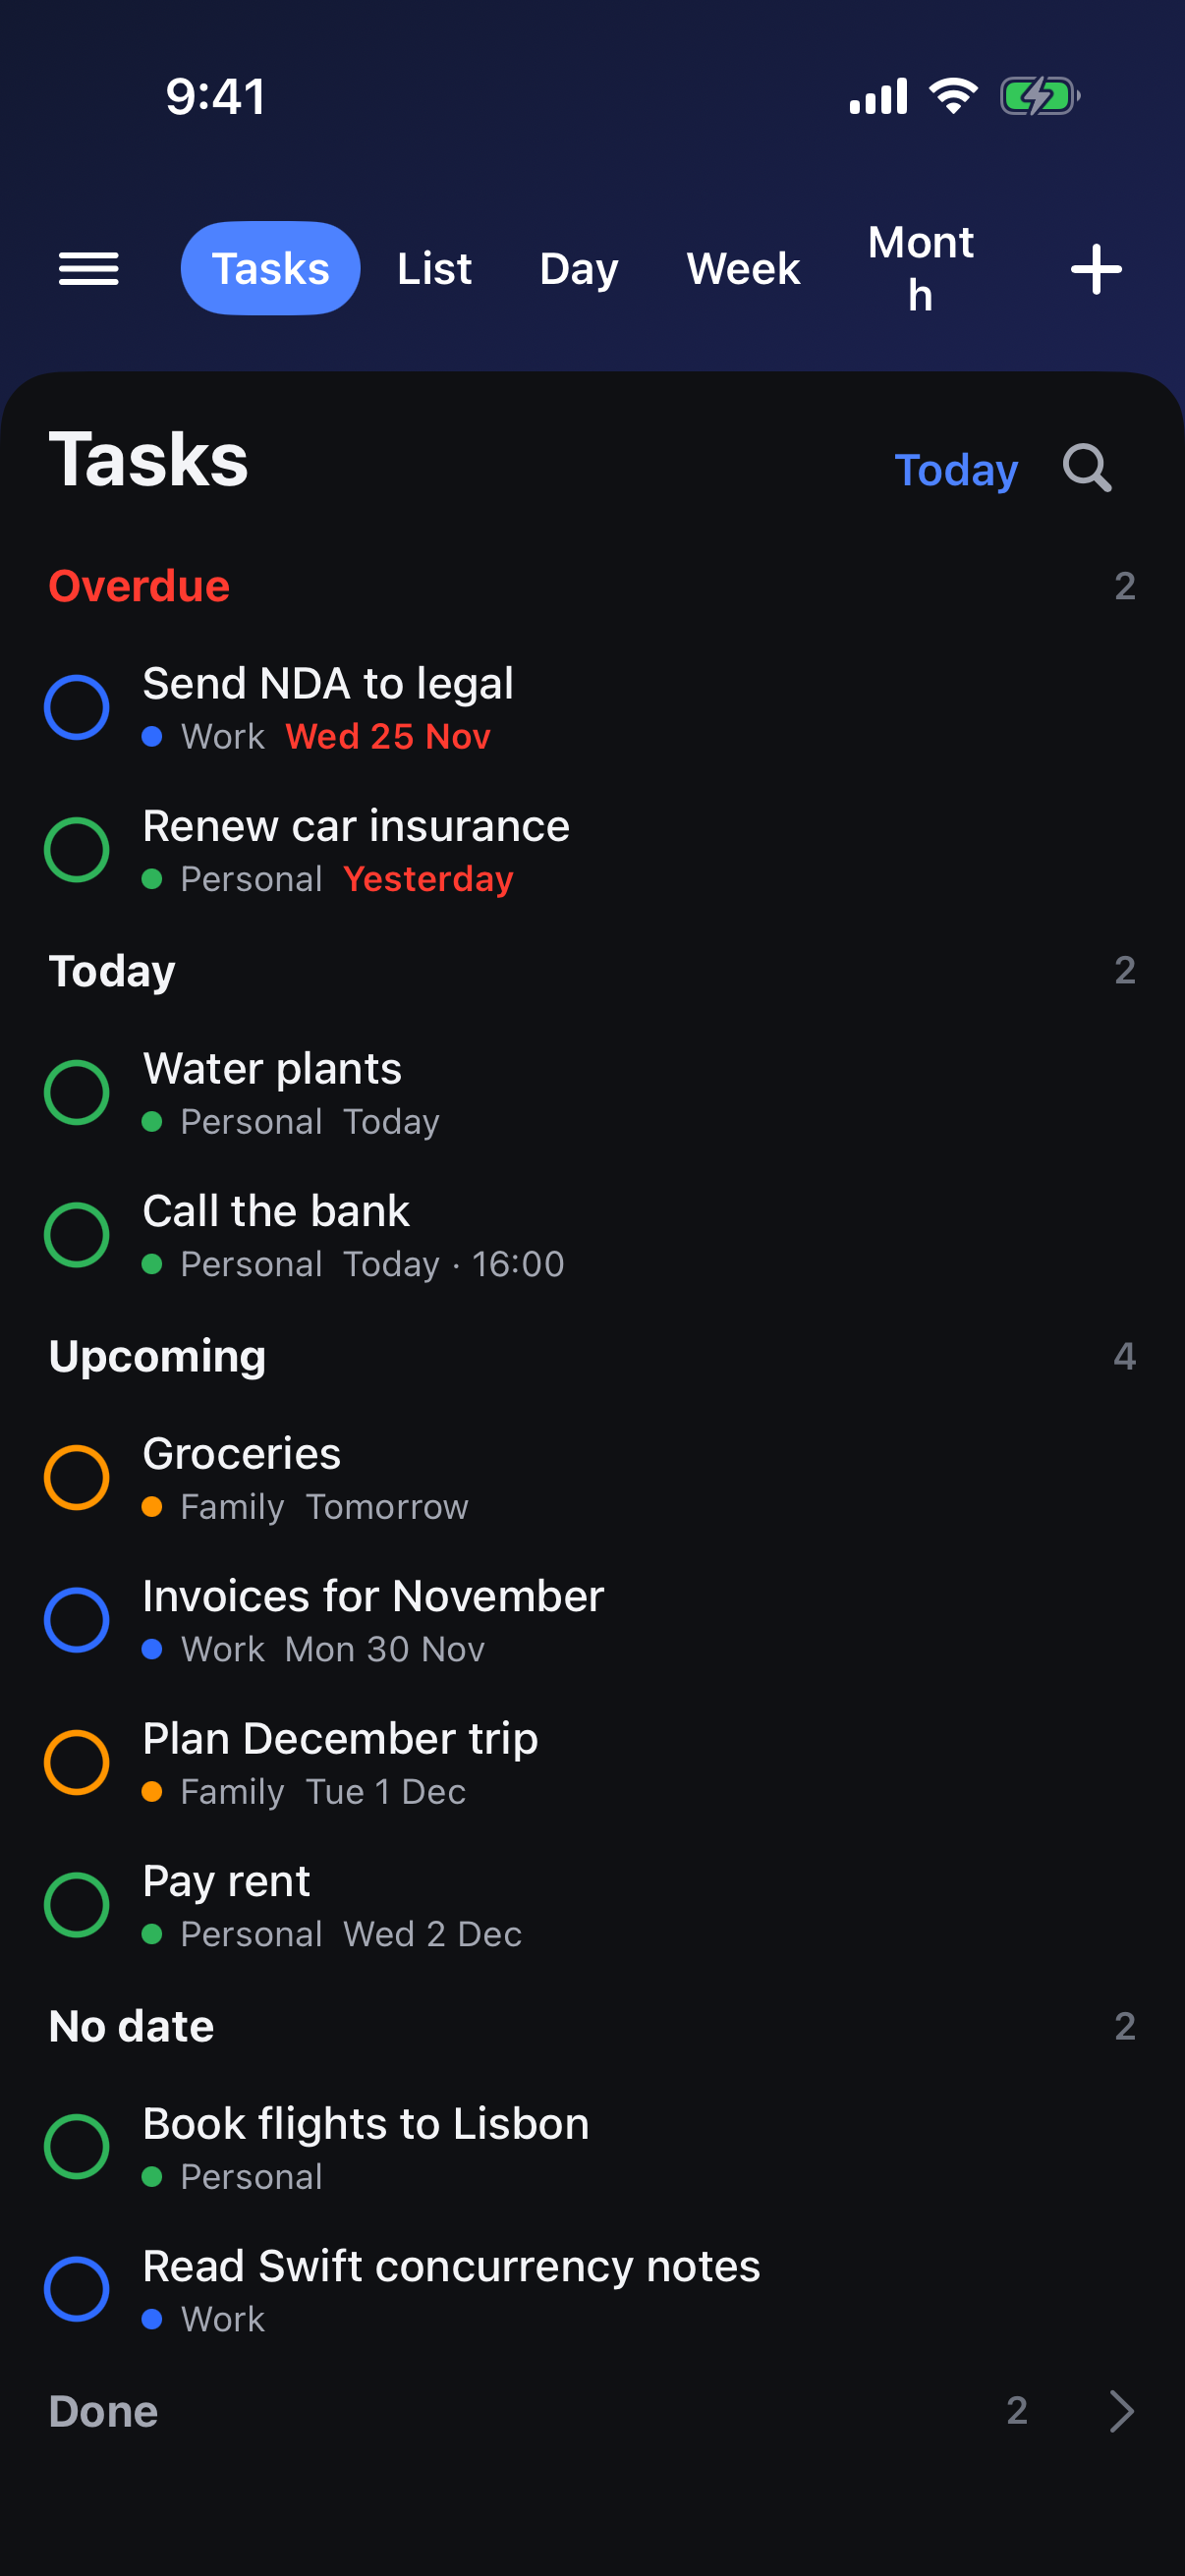 9:41
Tasks List Day Week Mont
h
Tasks
Today
Overdue 2
Send NDA to legal
Work Wed 25 Nov
Renew car insurance
Personal Yesterday
Today 2
Water plants
Personal Today
Call the bank
Personal Today · 16:00
Upcoming 4
Groceries
Family Tomorrow
Invoices for November
Work Mon 30 Nov
Plan December trip
Family Tue 1 Dec
Pay rent
Personal Wed 2 Dec
No date 2
Book flights to Lisbon
Personal
Read Swift concurrency notes
Work
Done 2